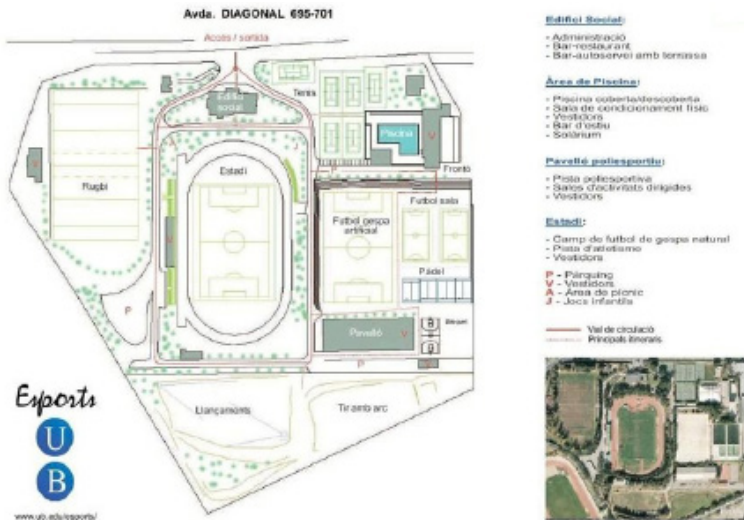 Avda. DIAGONAL 695-701
Accés / sortida
Edifici
social
Tennis
Piscina
V
Frontó
P
Rugbi
V
Estadi
Futbol sala
Futbol gespa
artificial
V
Pàdel
P
Pavelló
V
Bàsquet
P
Llançaments
Tir amb arc
Esports
U
B
www.ub.edu/esports/
Edifici Social:
- Administració
- Bar-restaurant
- Bar-autoservei amb terrassa
Àrea de Piscina:
- Piscina coberta/descoberta
- Sala de condicionament físic
- Vestidors
- Bar d'estiu
- Solàrium
Pavelló poliesportiu:
- Pista poliesportiva
- Sales d'activitats dirigides
- Vestidors
Estadi:
- Camp de futbol de gespa natural
- Pista d'atletisme
- Vestidors
P - Pàrquing
V - Vestidors
A - Àrea de picnic
J - Jocs infantils
Vial de circulació
Principals itineraris